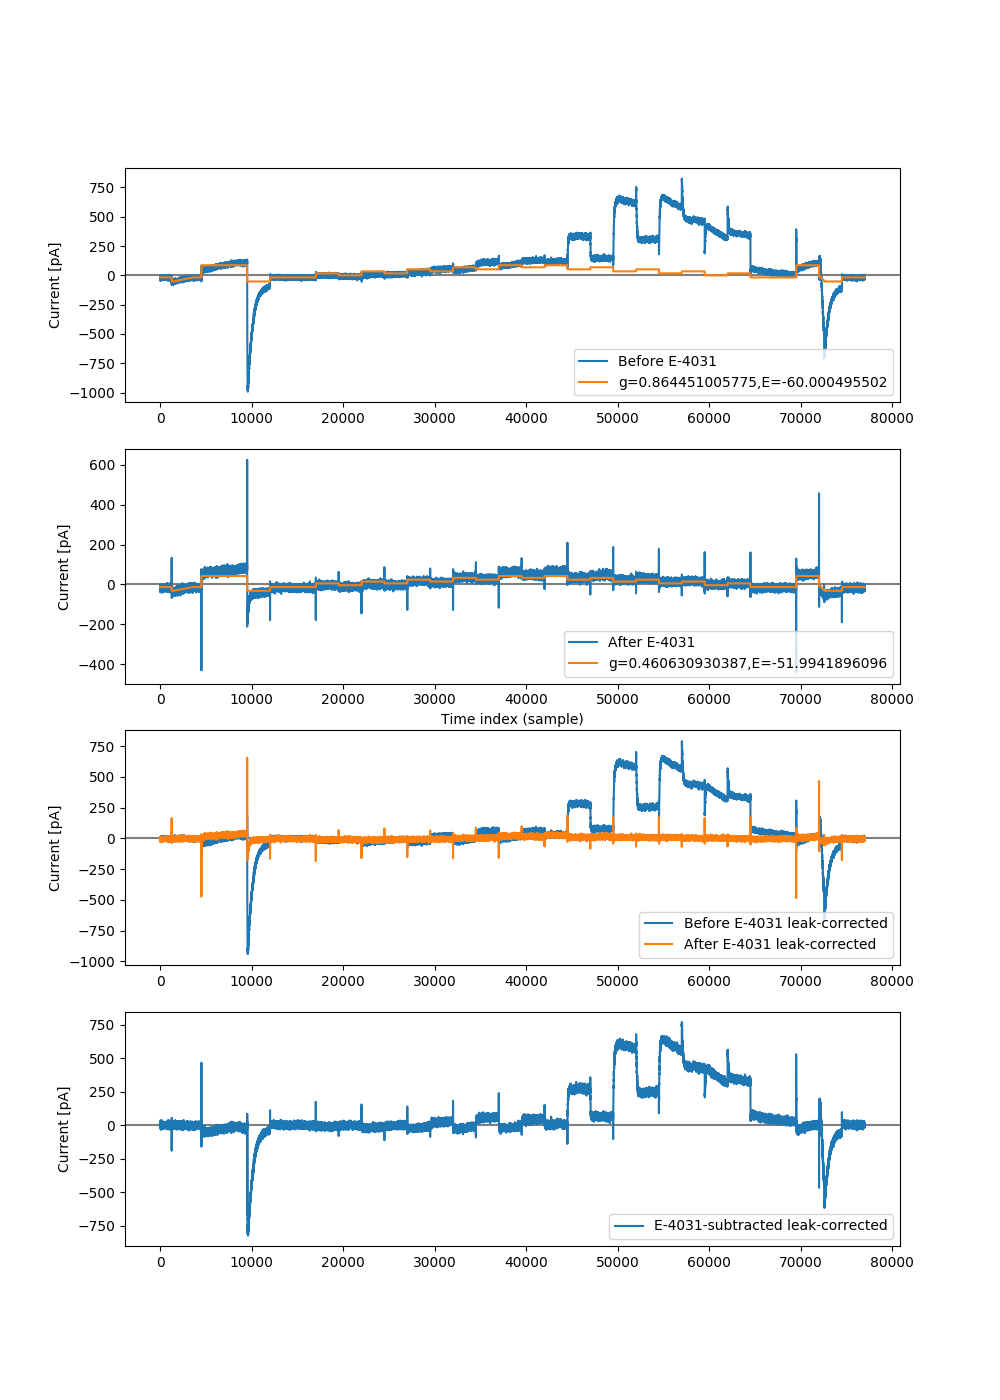 Current [pA]
750
500
250
0
−250
−500
−750
−1000
Before E-4031
g=0.864451005775,E=-60.000495502
0 10000 20000 30000 40000 50000 60000 70000 80000
Current [pA]
600
400
200
0
−200
−400
After E-4031
g=0.460630930387,E=-51.9941896096
0 10000 20000 30000 40000 50000 60000 70000 80000
Time index (sample)
Current [pA]
750
500
250
0
−250
−500
−750
−1000
Before E-4031 leak-corrected
After E-4031 leak-corrected
0 10000 20000 30000 40000 50000 60000 70000 80000
Current [pA]
750
500
250
0
−250
−500
−750
E-4031-subtracted leak-corrected
0 10000 20000 30000 40000 50000 60000 70000 80000